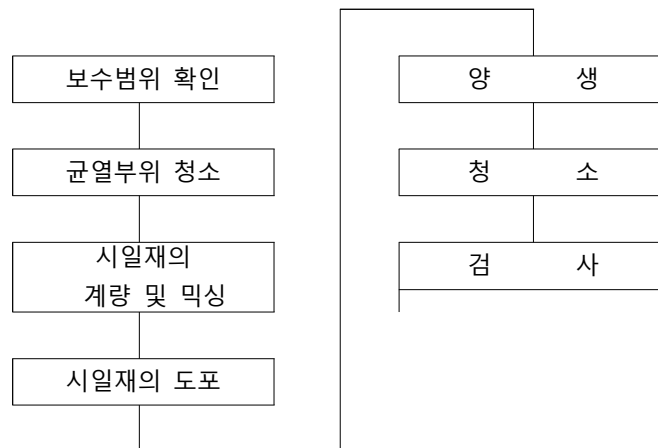 보수범위 확인
균열부위 청소
시일재의
계량 및 믹싱
시일재의 도포
양 생
청 소
검 사